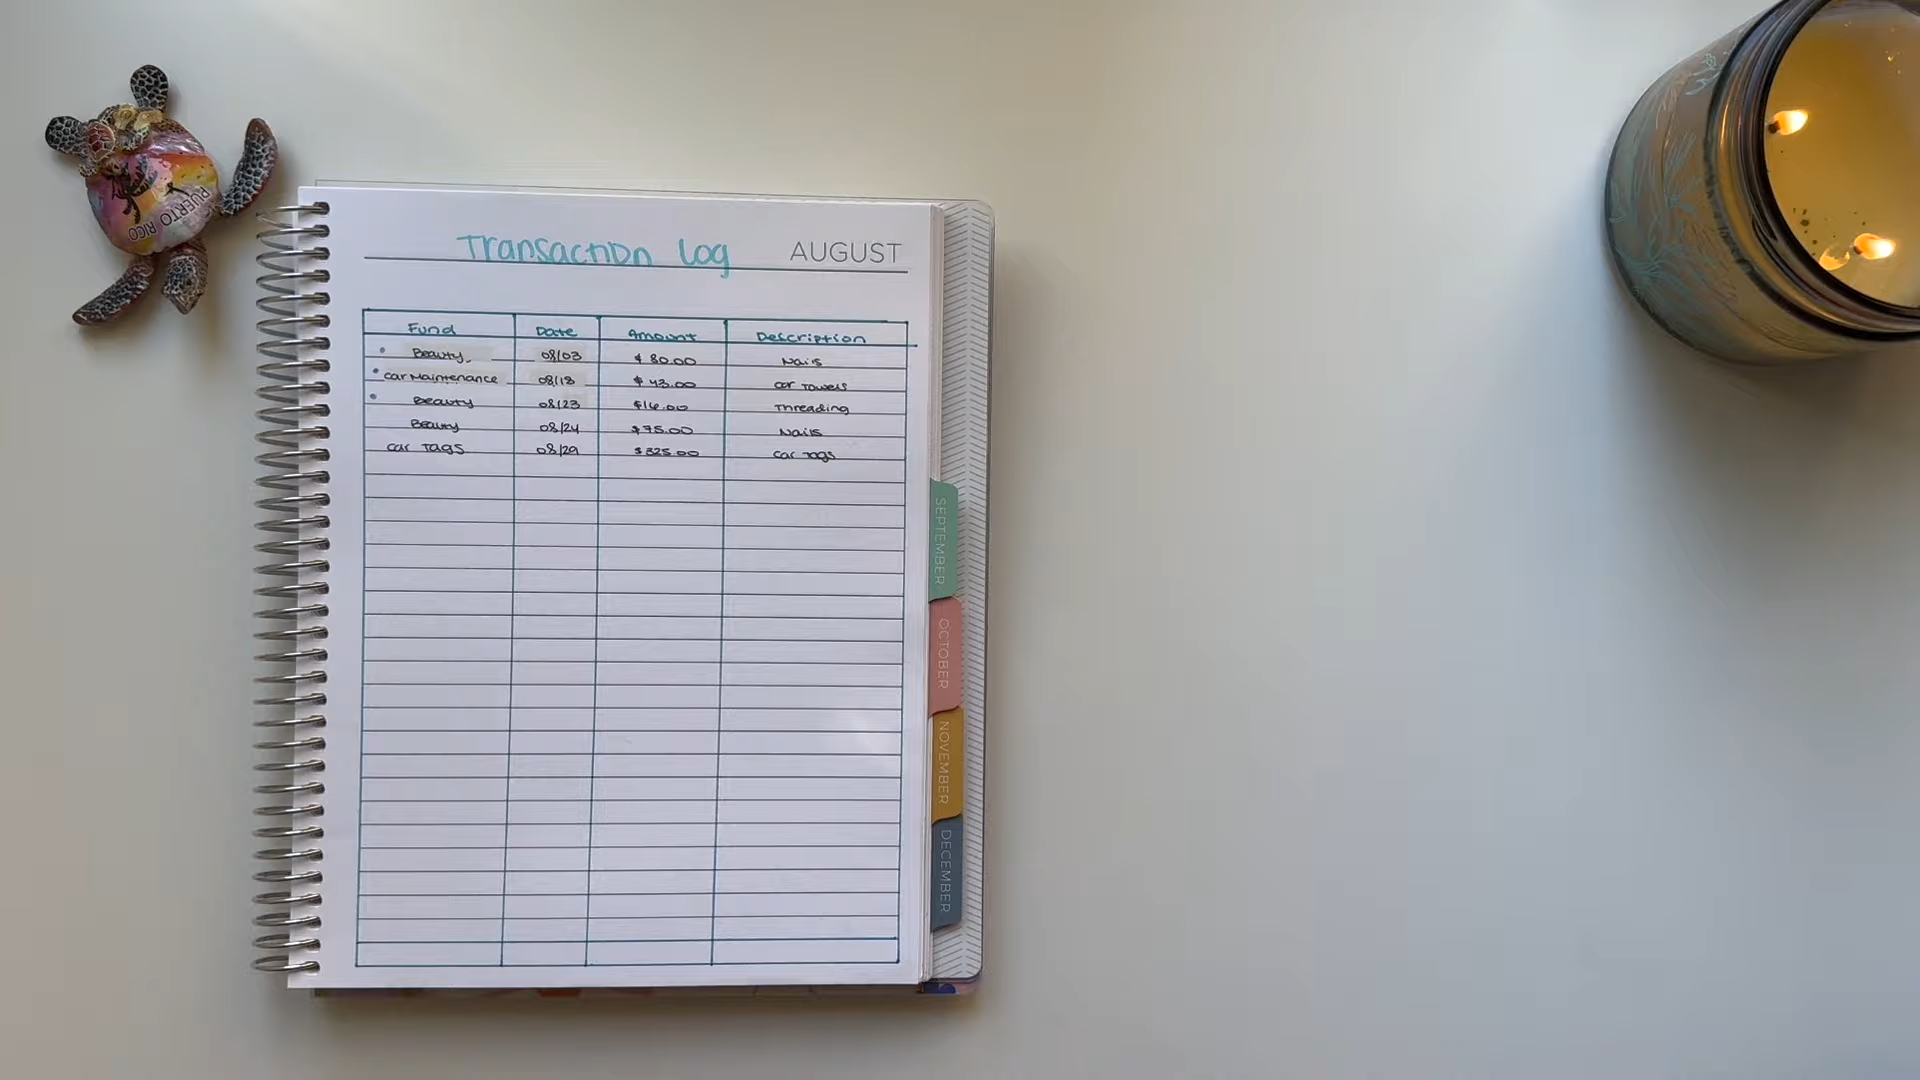 PUERTO RICO
Transaction Log AUGUST
Fund Date Amount Description
Beauty 08/03 $80.00 Nails
Car Maintenance 08/18 $43.00 Car Towels
Beauty 08/23 $16.00 Threading
Beauty 08/24 $75.00 Nails
Car Tags 08/29 $325.00 Car Tags
SEPTEMBER
OCTOBER
NOVEMBER
DECEMBER